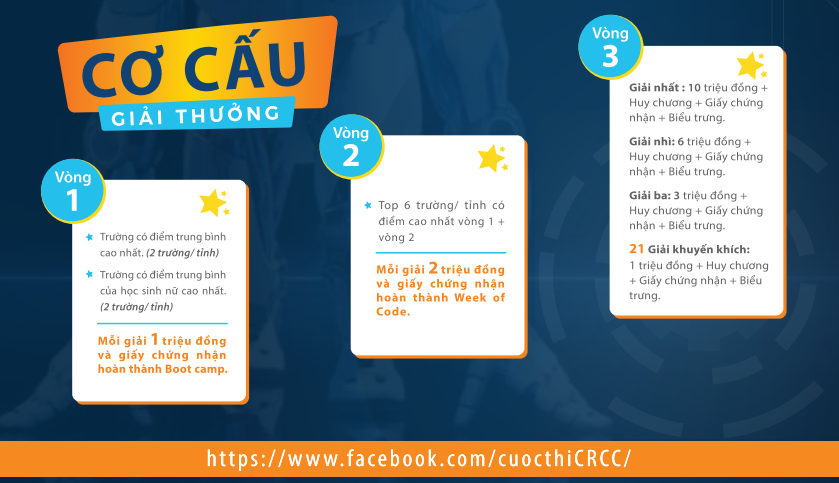 CƠ CẤU
GIẢI THƯỞNG
Vòng
1
Trường có điểm trung bình
cao nhất. (2 trường/ tỉnh)
Trường có điểm trung bình
của học sinh nữ cao nhất.
(2 trường/ tỉnh)
Mỗi giải 1 triệu đồng
và giấy chứng nhận
hoàn thành Boot camp.
Vòng
2
Top 6 trường/ tỉnh có
điểm cao nhất vòng 1 +
vòng 2
Mỗi giải 2 triệu đồng
và giấy chứng nhận
hoàn thành Week of
Code.
Vòng
3
Giải nhất : 10 triệu đồng +
Huy chương + Giấy chứng
nhận + Biểu trưng.
Giải nhì: 6 triệu đồng +
Huy chương + Giấy chứng
nhận + Biểu trưng.
Giải ba: 3 triệu đồng +
Huy chương + Giấy chứng
nhận + Biểu trưng.
21 Giải khuyến khích:
1 triệu đồng + Huy chương
+ Giấy chứng nhận + Biểu
trưng.
https://www.facebook.com/cuocthiCRCC/